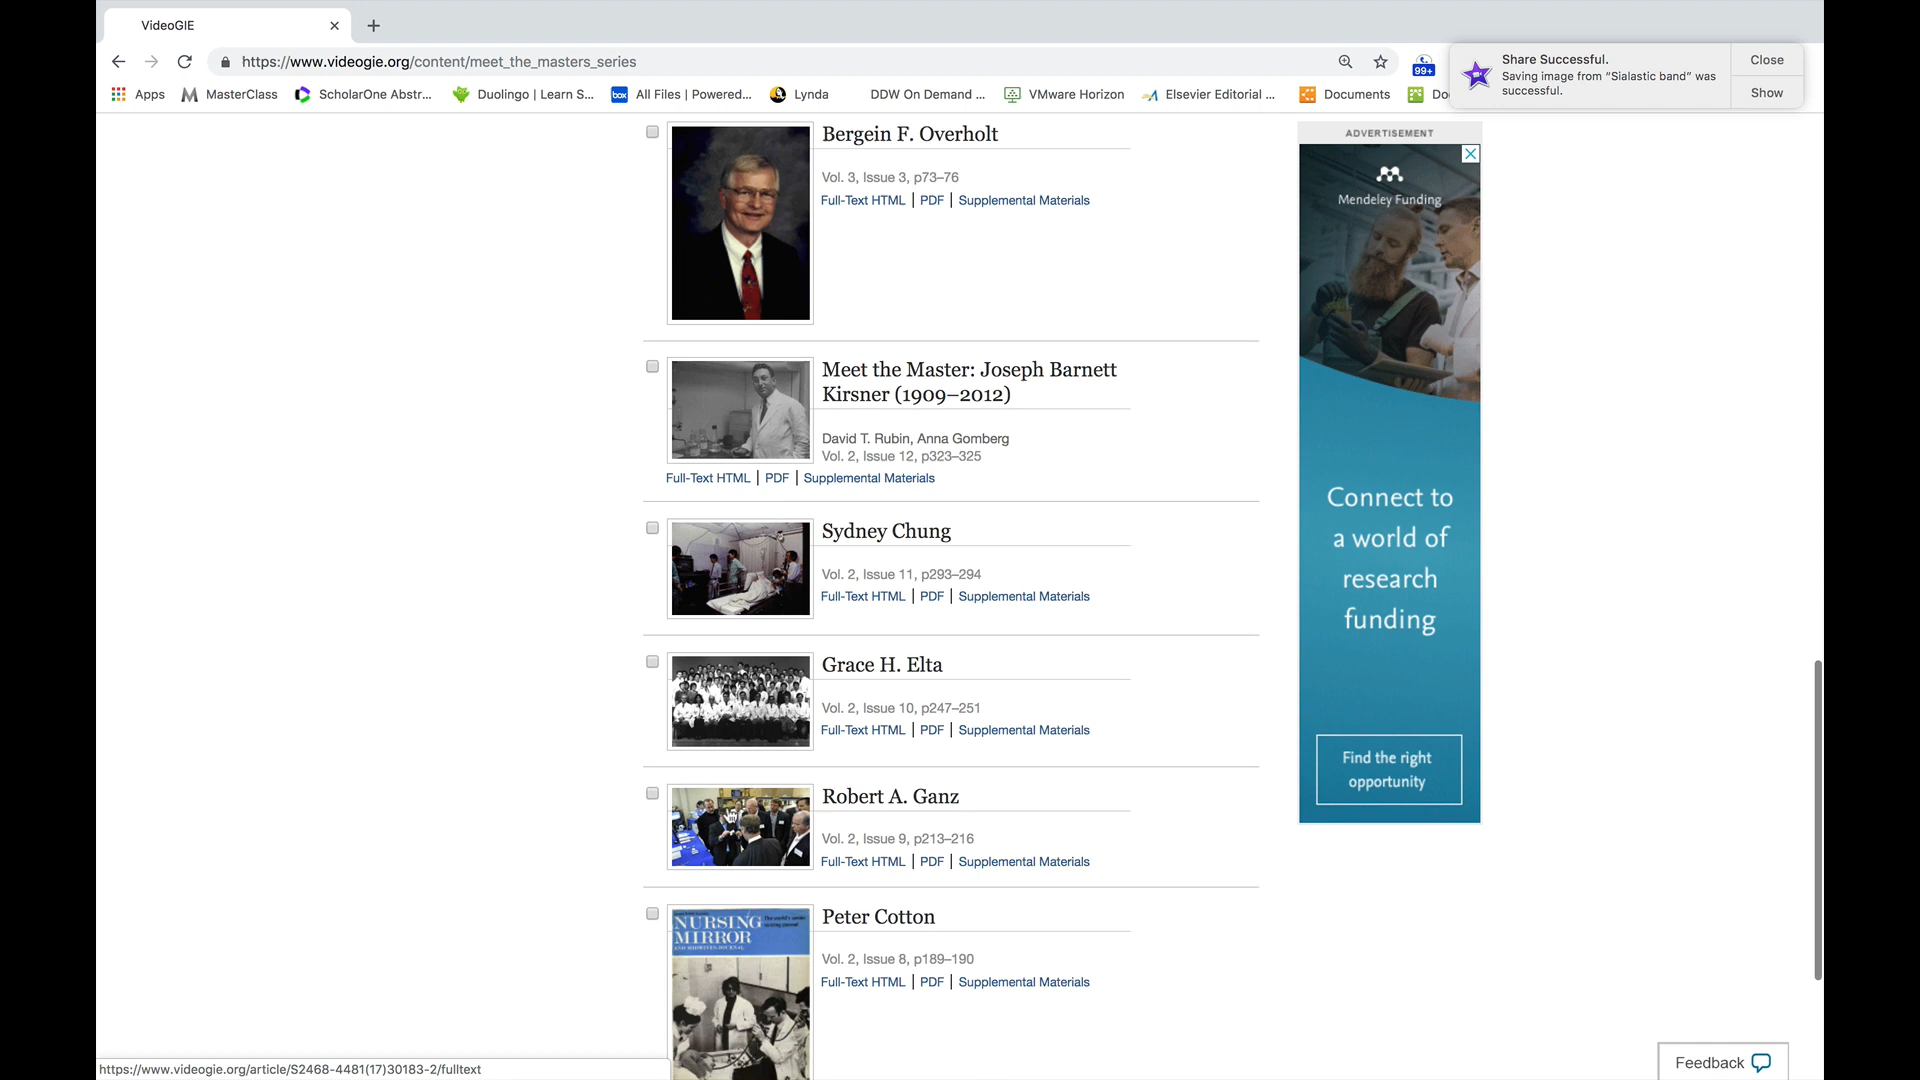 VideoGIE
https://www.videogie.org/content/meet_the_masters_series
99+
Share Successful.
Saving image from “Sialastic band” was
successful.
Close
Show
Apps
MasterClass
ScholarOne Abstr...
Duolingo | Learn S...
box
All Files | Powered...
Lynda
DDW On Demand ...
VMware Horizon
Elsevier Editorial ...
Documents
Do
Bergein F. Overholt
Vol. 3, Issue 3, p73–76
Full-Text HTML | PDF | Supplemental Materials
Meet the Master: Joseph Barnett
Kirsner (1909–2012)
David T. Rubin, Anna Gomberg
Vol. 2, Issue 12, p323–325
Full-Text HTML | PDF | Supplemental Materials
Sydney Chung
Vol. 2, Issue 11, p293–294
Full-Text HTML | PDF | Supplemental Materials
Grace H. Elta
Vol. 2, Issue 10, p247–251
Full-Text HTML | PDF | Supplemental Materials
Robert A. Ganz
Vol. 2, Issue 9, p213–216
Full-Text HTML | PDF | Supplemental Materials
NURSING
MIRROR
Peter Cotton
Vol. 2, Issue 8, p189–190
Full-Text HTML | PDF | Supplemental Materials
ADVERTISEMENT
Mendeley Funding
Connect to
a world of
research
funding
Find the right
opportunity
Feedback
https://www.videogie.org/article/S2468-4481(17)30183-2/fulltext